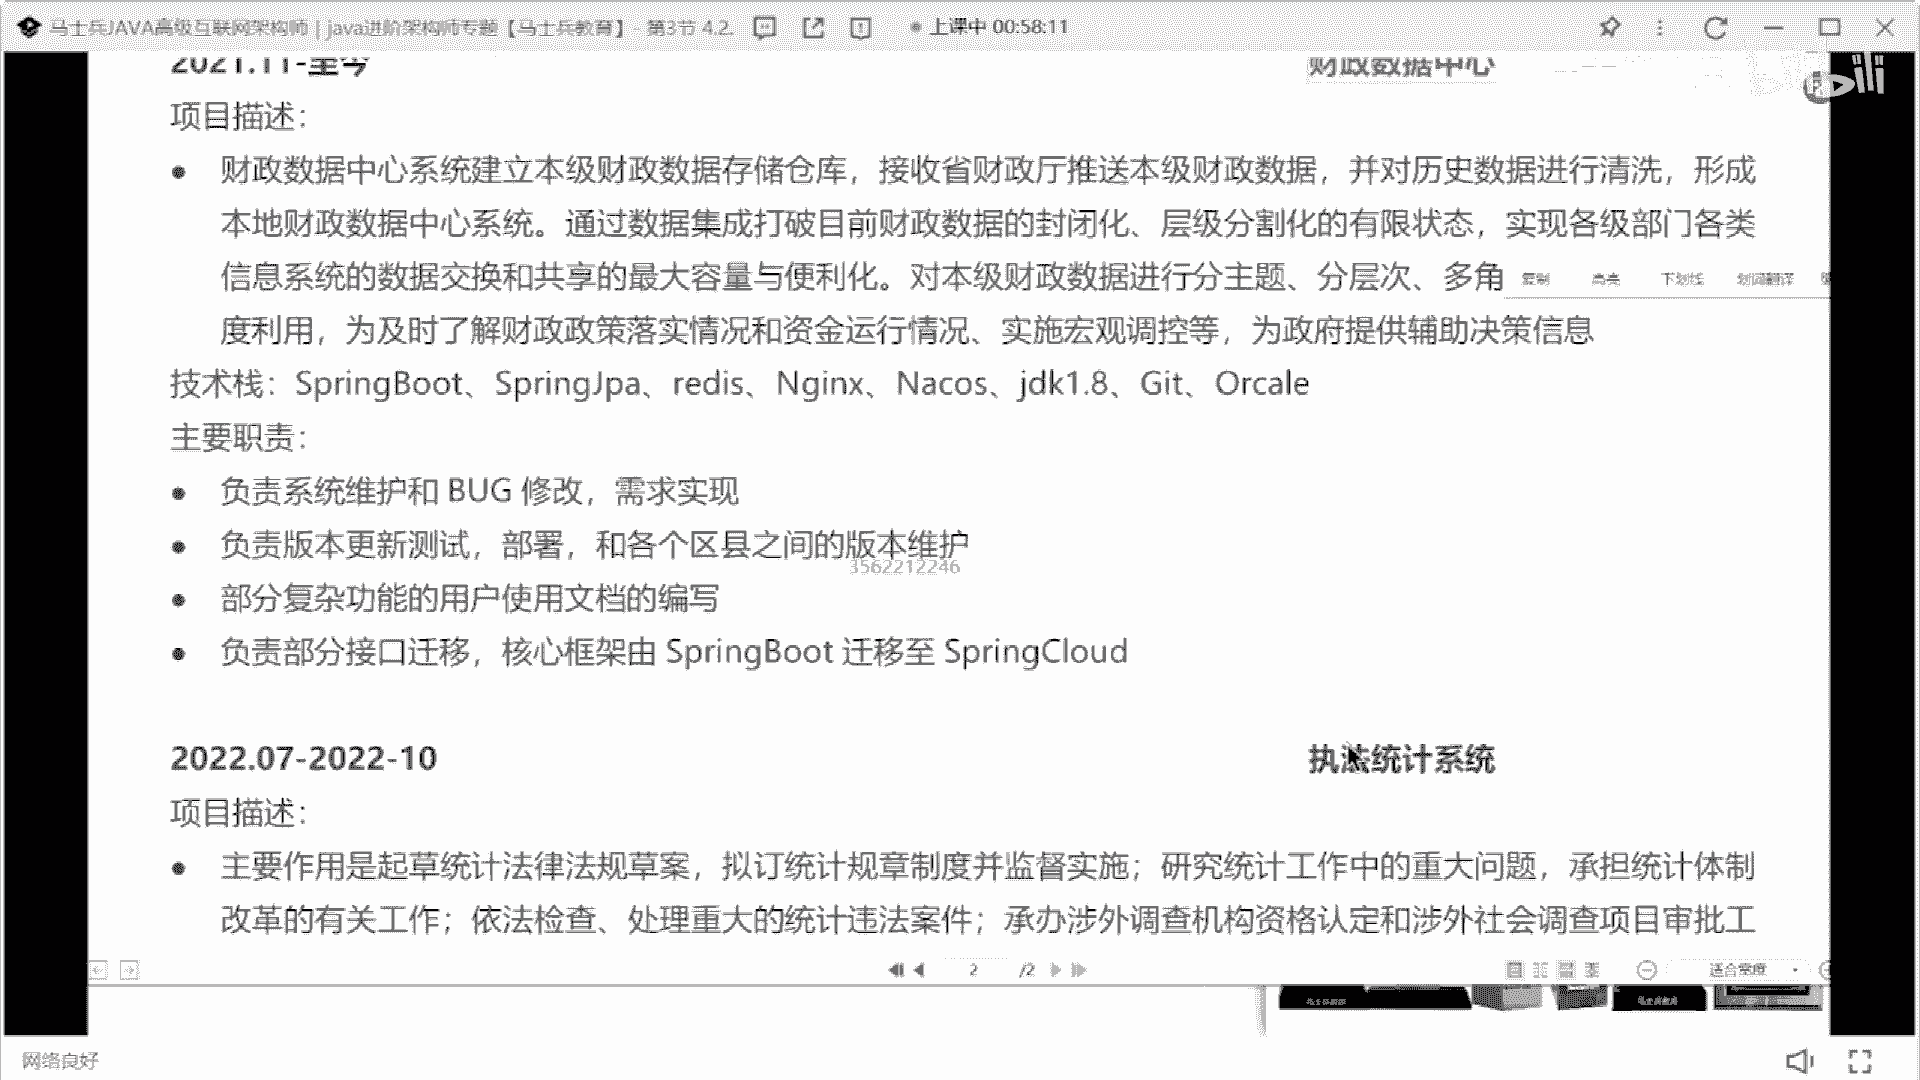 马士兵JAVA高级互联网架构师 | java进阶架构师专题【马士兵教育】- 第3节 4.2.
上课中 00:58:11
2021.11-至今 财政数据中心
bilibili
项目描述：
● 财政数据中心系统建立本级财政数据存储仓库，接收省财政厅推送本级财政数据，并对历史数据进行清洗，形成
本地财政数据中心系统。通过数据集成打破目前财政数据的封闭化、层级分割化的有限状态，实现各级部门各类
信息系统的数据交换和共享的最大容量与便利化。对本级财政数据进行分主题、分层次、多角
复制 高亮 下划线 划词翻译
度利用，为及时了解财政政策落实情况和资金运行情况、实施宏观调控等，为政府提供辅助决策信息
技术栈：SpringBoot、SpringJpa、redis、Nginx、Nacos、jdk1.8、Git、Orcale
主要职责：
● 负责系统维护和 BUG 修改，需求实现
● 负责版本更新测试，部署，和各个区县之间的版本维护
3562212246
● 部分复杂功能的用户使用文档的编写
● 负责部分接口迁移，核心框架由 SpringBoot 迁移至 SpringCloud
2022.07-2022-10 执法统计系统
项目描述：
● 主要作用是起草统计法律法规草案，拟订统计规章制度并监督实施；研究统计工作中的重大问题，承担统计体制
改革的有关工作；依法检查、处理重大的统计违法案件；承办涉外调查机构资格认定和涉外社会调查项目审批工
2 /2 适合宽度
网络良好